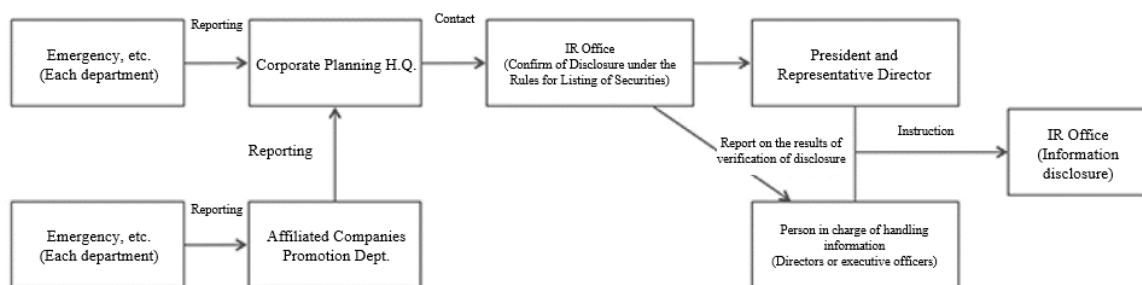 Reporting
Contact
Emergency, etc.
(Each department)
Corporate Planning H.Q.
IR Office
(Confirm of Disclosure under the
Rules for Listing of Securities)
President and
Representative Director
Reporting
Report on the results of
verification of disclosure
Instruction
IR Office
(Information
disclosure)
Reporting
Emergency, etc.
(Each department)
Affiliated Companies
Promotion Dept.
Person in charge of handling
information
(Directors or executive officers)